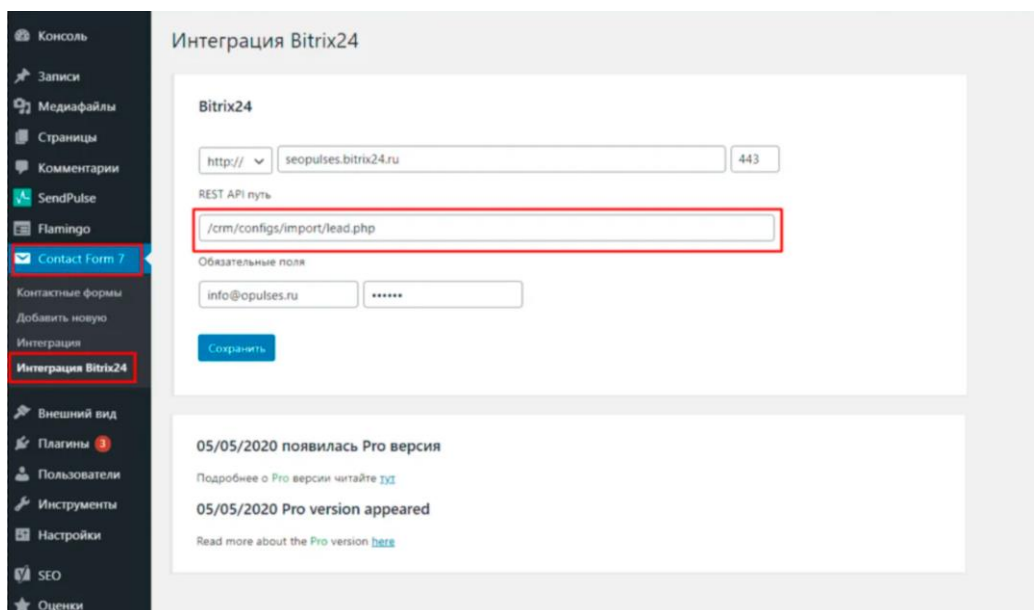 Консоль
Записи
Медиафайлы
Страницы
Комментарии
SendPulse
Flamingo
Contact Form 7
Контактные формы
Добавить новую
Интеграция
Интеграция Bitrix24
Внешний вид
Плагины 3
Пользователи
Инструменты
Настройки
SEO
Оценки
Интеграция Bitrix24
Bitrix24
http:// seopulses.bitrix24.ru 443
REST API путь
/crm/configs/import/lead.php
Обязательные поля
info@opulses.ru ••••••
Сохранить
05/05/2020 появилась Pro версия
Подробнее о Pro версии читайте тут
05/05/2020 Pro version appeared
Read more about the Pro version here